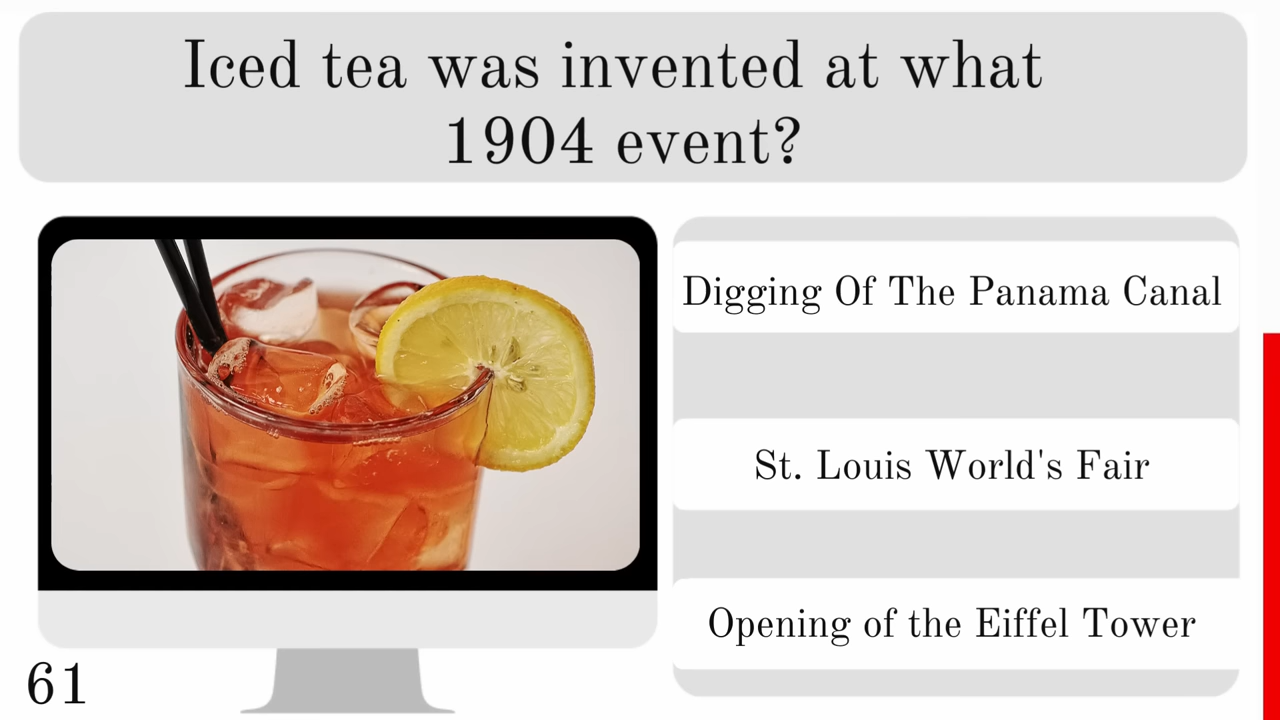 Iced tea was invented at what
1904 event?
Digging Of The Panama Canal
St. Louis World's Fair
Opening of the Eiffel Tower
61